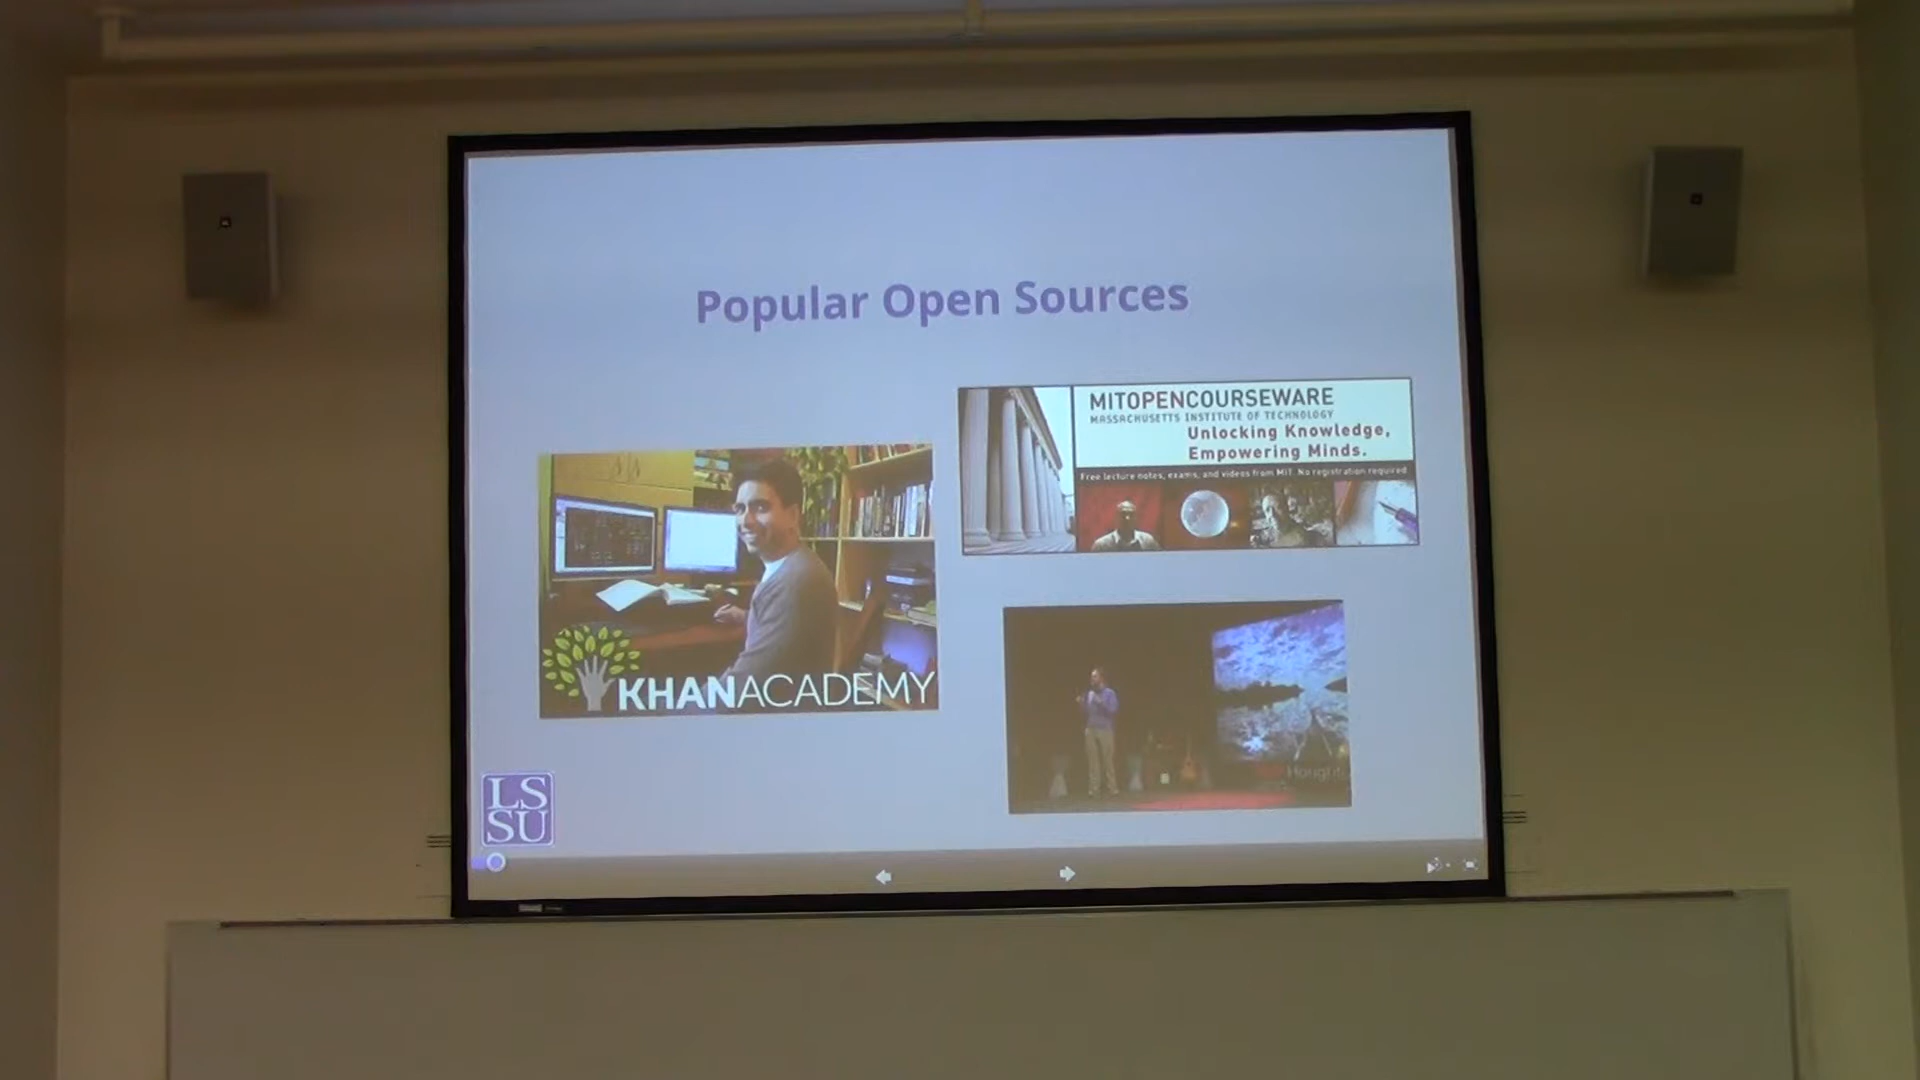 Popular Open Sources
MITOPENCOURSEWARE
MASSACHUSETTS INSTITUTE OF TECHNOLOGY
Unlocking Knowledge,
Empowering Minds.
Free lecture notes, exams, and videos from MIT. No registration required
KHANACADEMY
LS
SU